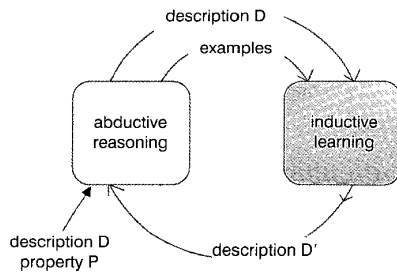 description D
examples
abductive
reasoning
inductive
learning
description D
property P
description D′